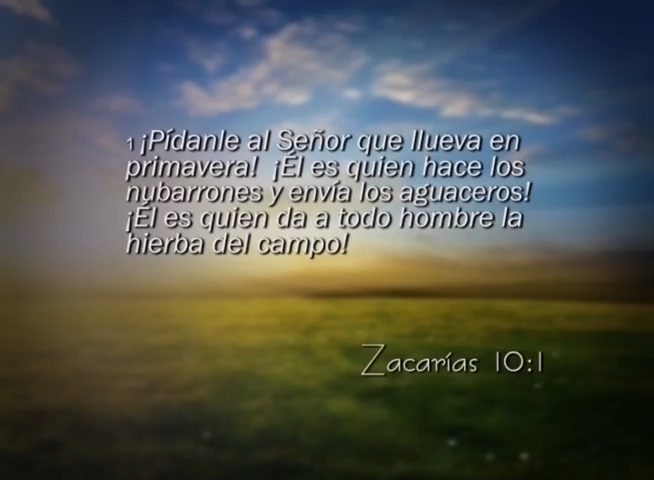 1 ¡Pídanle al Señor que llueva en
primavera! ¡Él es quien hace los
nubarrones y envía los aguaceros!
¡Él es quien da a todo hombre la
hierba del campo!
Zacarías 10:1